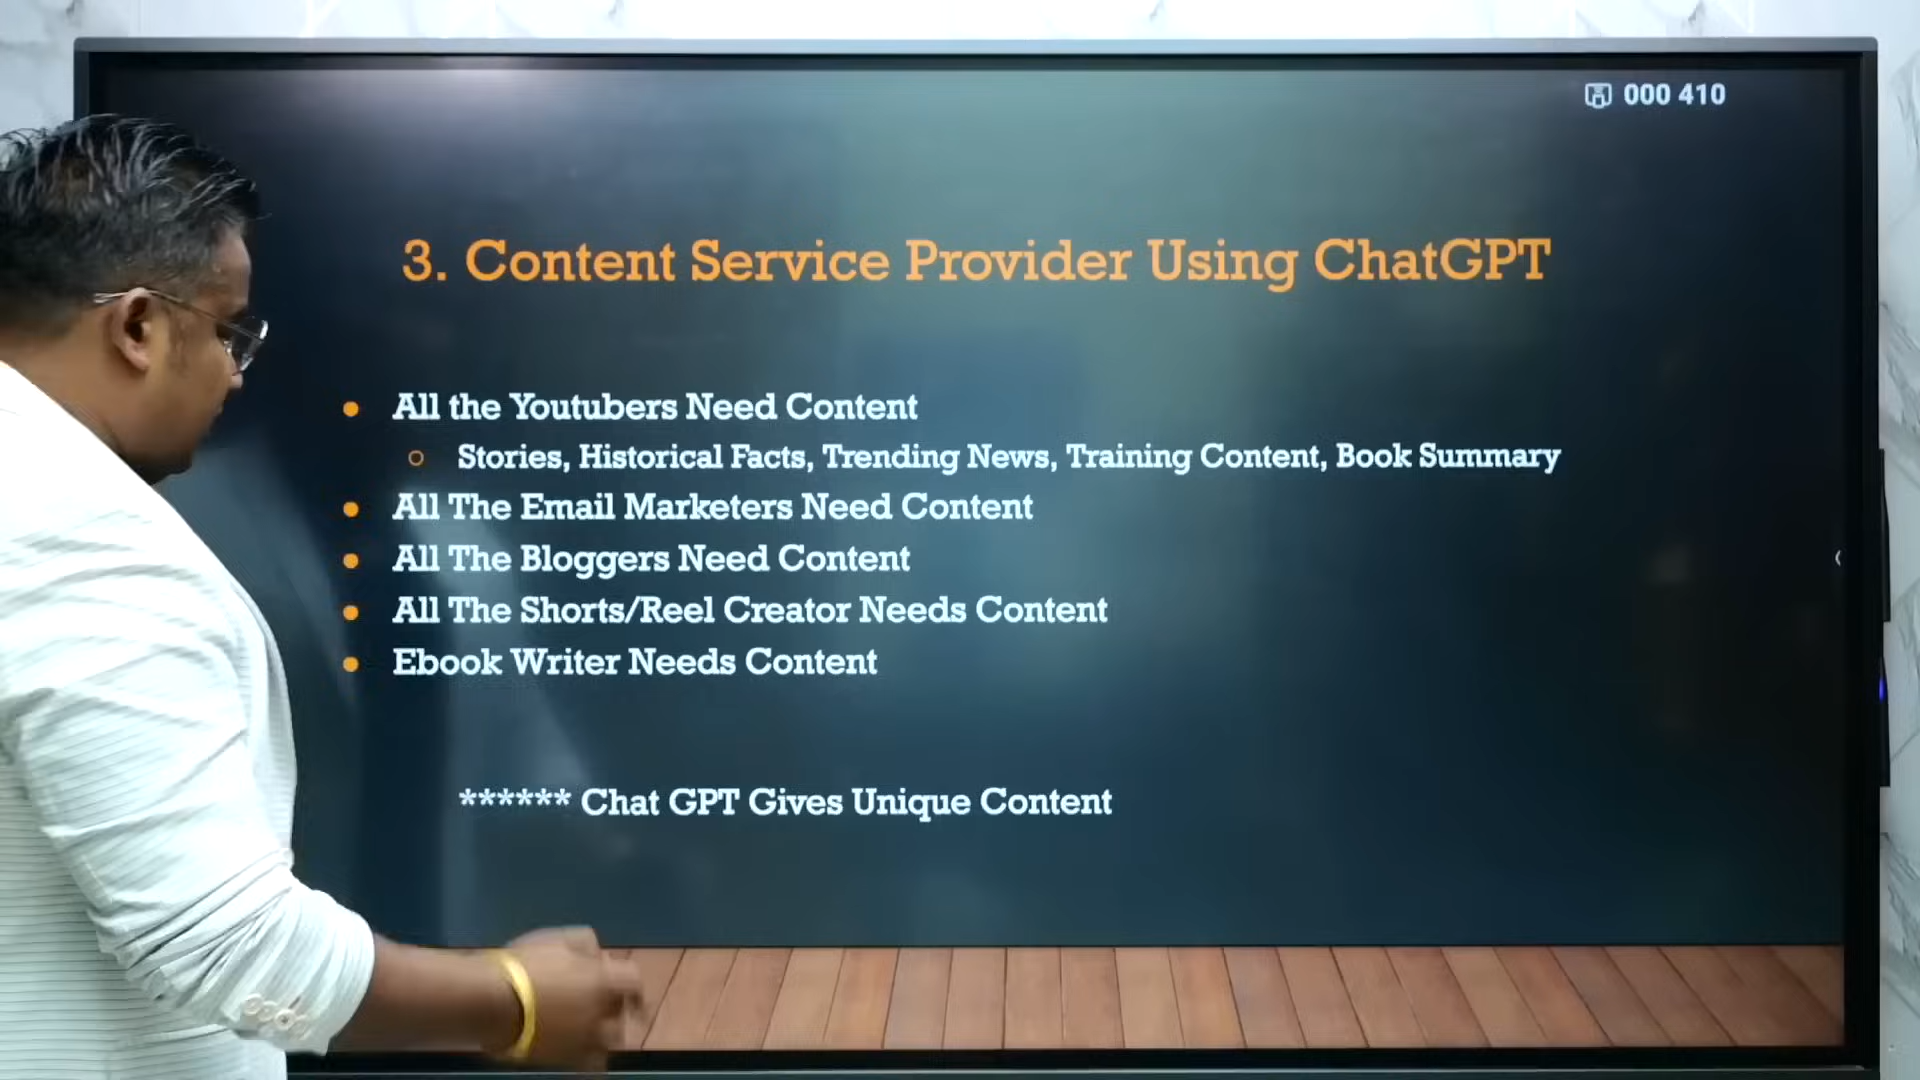 000 410
3. Content Service Provider Using ChatGPT
All the Youtubers Need Content
Stories, Historical Facts, Trending News, Training Content, Book Summary
All The Email Marketers Need Content
All The Bloggers Need Content
All The Shorts/Reel Creator Needs Content
Ebook Writer Needs Content
****** Chat GPT Gives Unique Content